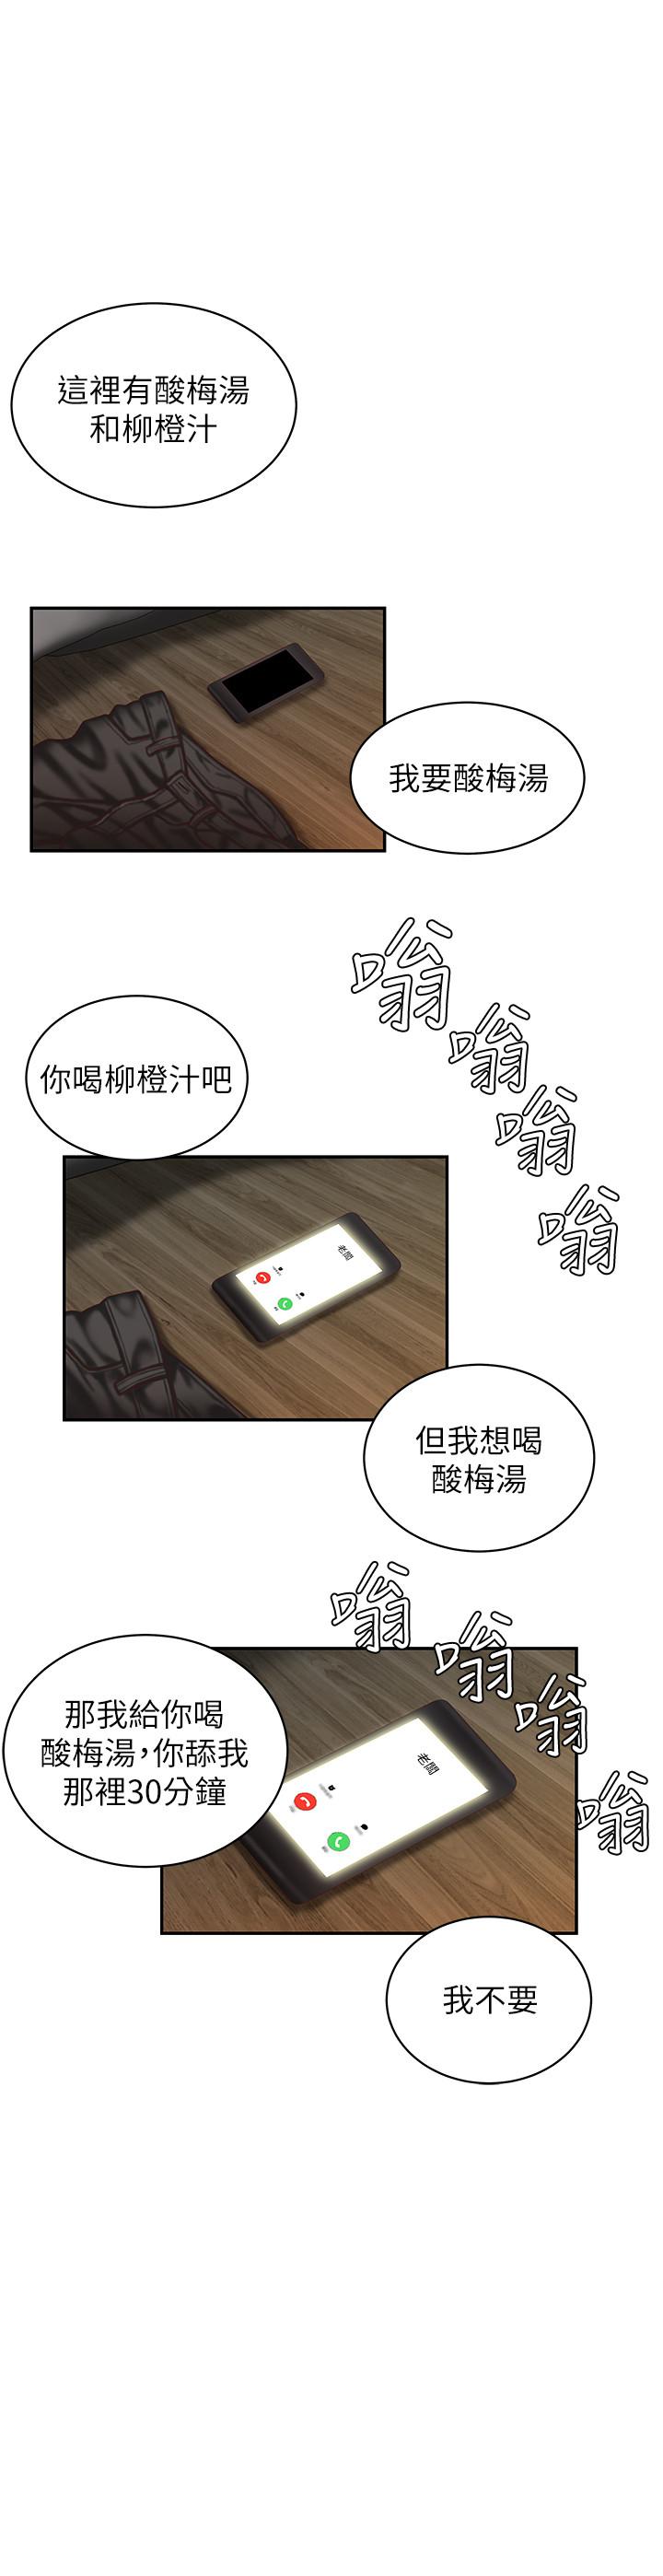 這裡有酸梅湯
和柳橙汁
我要酸梅湯
嗡
嗡
嗡
嗡
你喝柳橙汁吧
老闆
但我想喝
酸梅湯
嗡
嗡
嗡
嗡
那我給你喝
酸梅湯，你舔我
那裡30分鐘
老闆
我不要